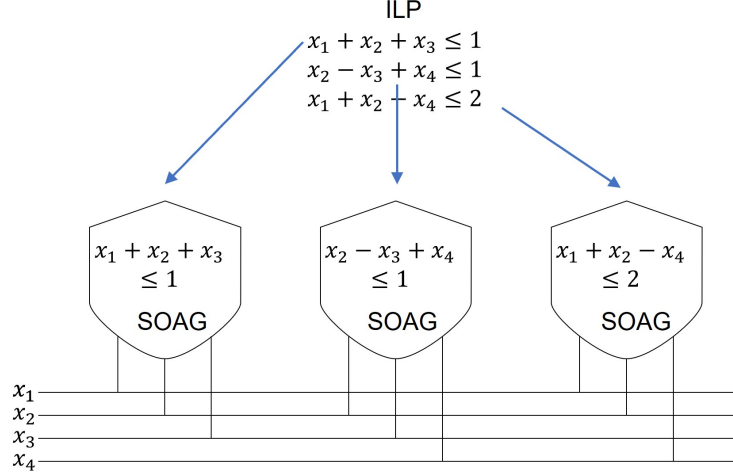 ILP
x₁ + x₂ + x₃ ≤ 1
x₂ − x₃ + x₄ ≤ 1
x₁ + x₂ − x₄ ≤ 2
x₁ + x₂ + x₃
≤ 1
SOAG
x₂ − x₃ + x₄
≤ 1
SOAG
x₁ + x₂ − x₄
≤ 2
SOAG
x₁
x₂
x₃
x₄